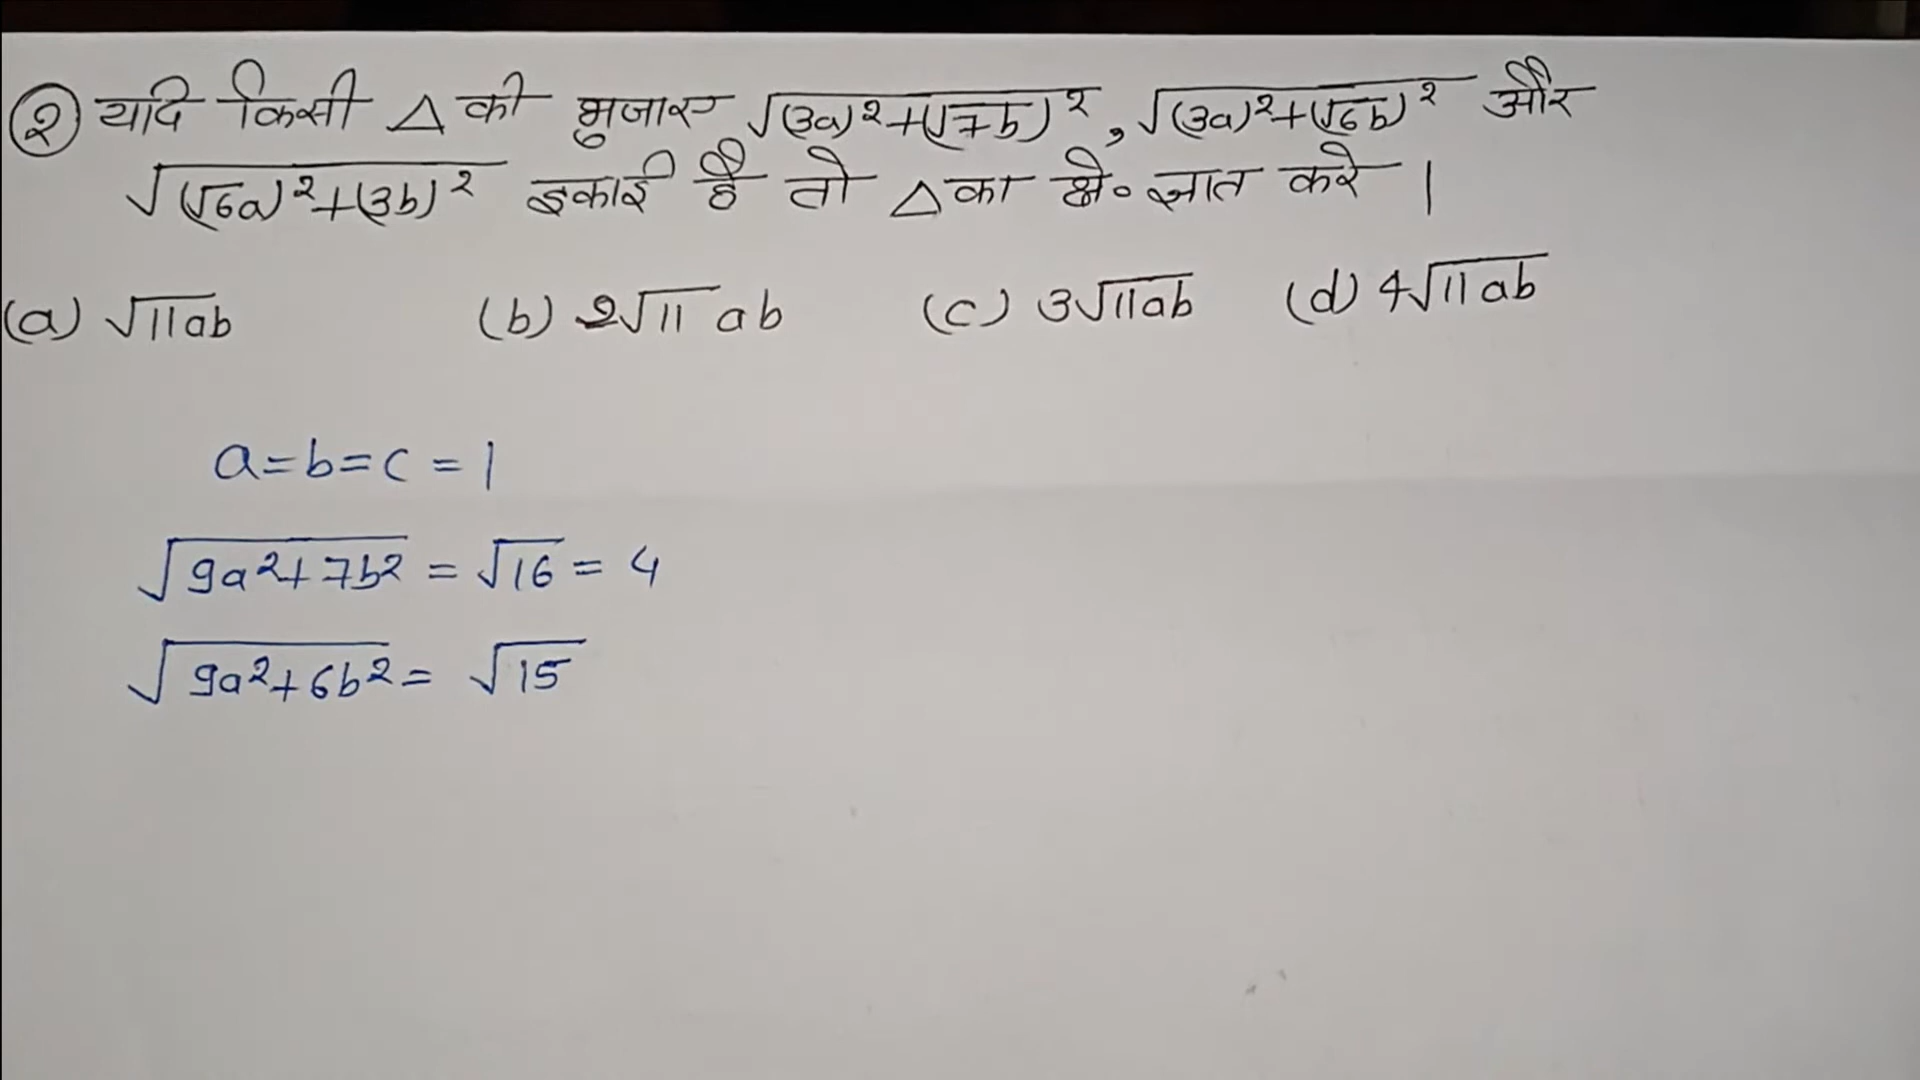 ② यदि किसी △ की भुजाए √(3a)²+(√7b)², √(3a)²+(√6b)² और
√(√6a)²+(3b)² इकाई है तो △ का क्षे० ज्ञात करे |
(a) √11ab (b) 2√11 ab (c) 3√11ab (d) 4√11ab
a=b=c=1
√9a²+7b² = √16 = 4
√9a²+6b² = √15